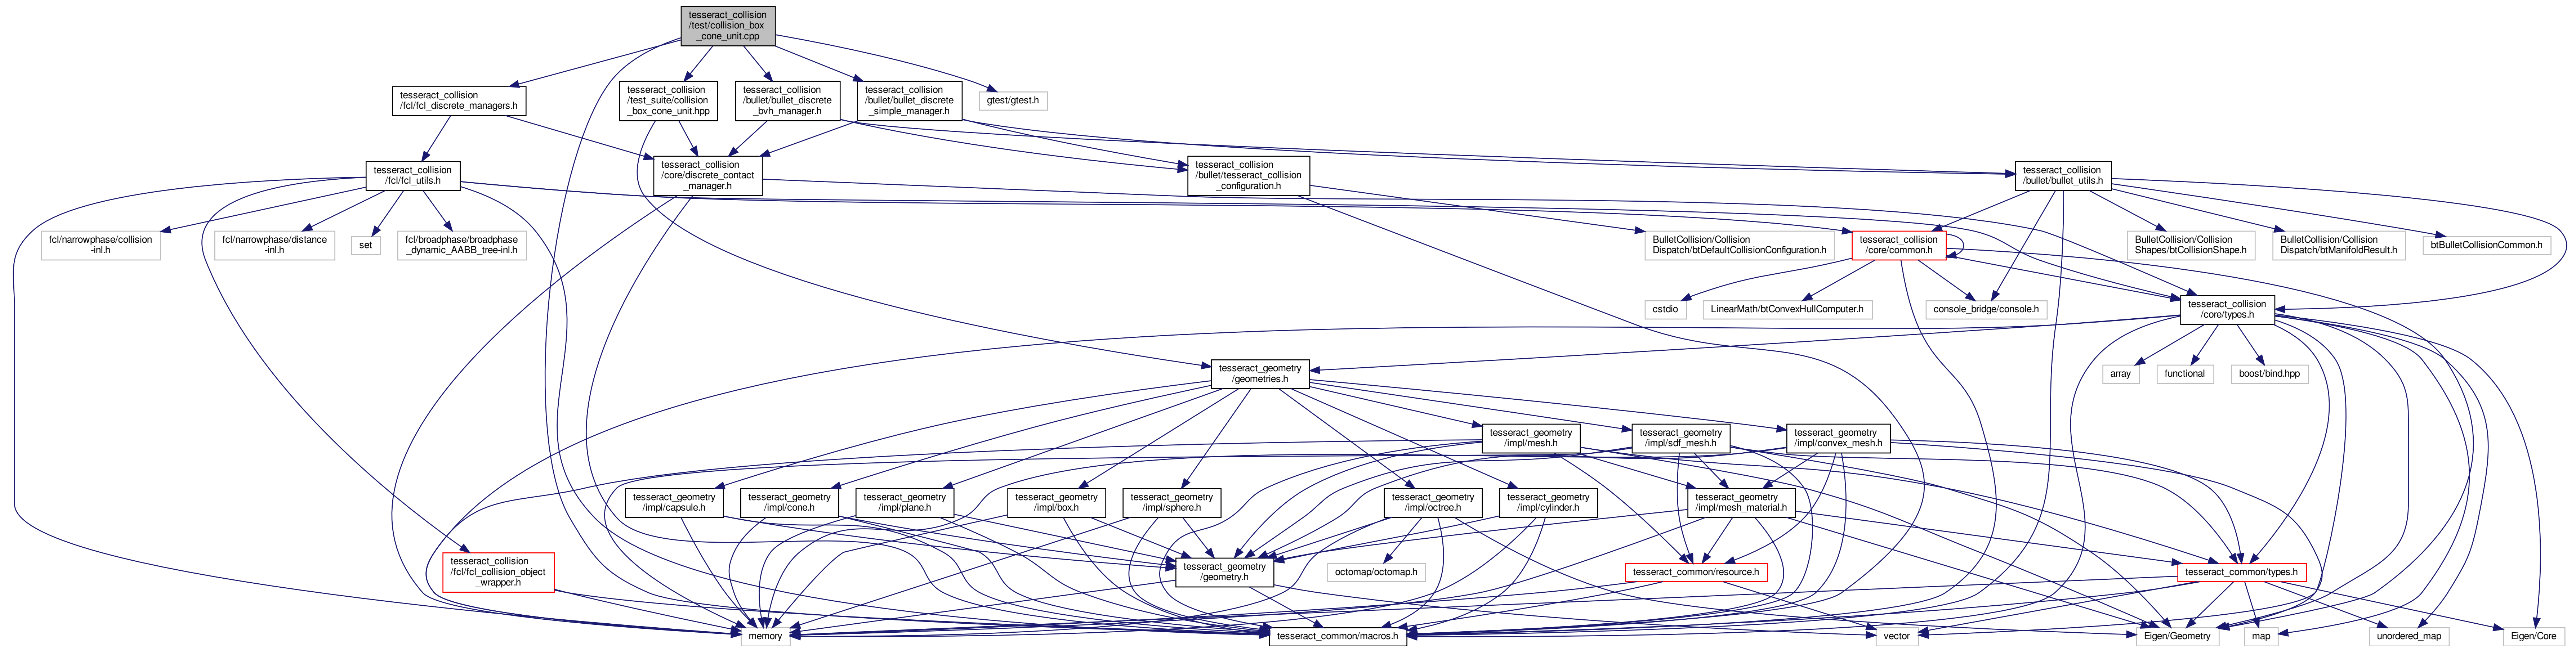 tesseract_collision
/test/collision_box
_cone_unit.cpp
tesseract_collision
/fcl/fcl_discrete_managers.h
tesseract_collision
/test_suite/collision
_box_cone_unit.hpp
tesseract_collision
/bullet/bullet_discrete
_bvh_manager.h
tesseract_collision
/bullet/bullet_discrete
_simple_manager.h
gtest/gtest.h
tesseract_collision
/fcl/fcl_utils.h
tesseract_collision
/core/discrete_contact
_manager.h
tesseract_collision
/bullet/tesseract_collision
_configuration.h
tesseract_collision
/bullet/bullet_utils.h
fcl/narrowphase/collision
-inl.h
fcl/narrowphase/distance
-inl.h
set
fcl/broadphase/broadphase
_dynamic_AABB_tree-inl.h
BulletCollision/Collision
Dispatch/btDefaultCollisionConfiguration.h
tesseract_collision
/core/common.h
BulletCollision/Collision
Shapes/btCollisionShape.h
BulletCollision/Collision
Dispatch/btManifoldResult.h
btBulletCollisionCommon.h
cstdio
LinearMath/btConvexHullComputer.h
console_bridge/console.h
tesseract_collision
/core/types.h
tesseract_geometry
/geometries.h
array
functional
boost/bind.hpp
tesseract_geometry
/impl/mesh.h
tesseract_geometry
/impl/sdf_mesh.h
tesseract_geometry
/impl/convex_mesh.h
tesseract_geometry
/impl/capsule.h
tesseract_geometry
/impl/cone.h
tesseract_geometry
/impl/plane.h
tesseract_geometry
/impl/box.h
tesseract_geometry
/impl/sphere.h
tesseract_geometry
/impl/octree.h
tesseract_geometry
/impl/cylinder.h
tesseract_geometry
/impl/mesh_material.h
tesseract_collision
/fcl/fcl_collision_object
_wrapper.h
tesseract_geometry
/geometry.h
octomap/octomap.h
tesseract_common/resource.h
tesseract_common/types.h
memory
tesseract_common/macros.h
vector
Eigen/Geometry
map
unordered_map
Eigen/Core